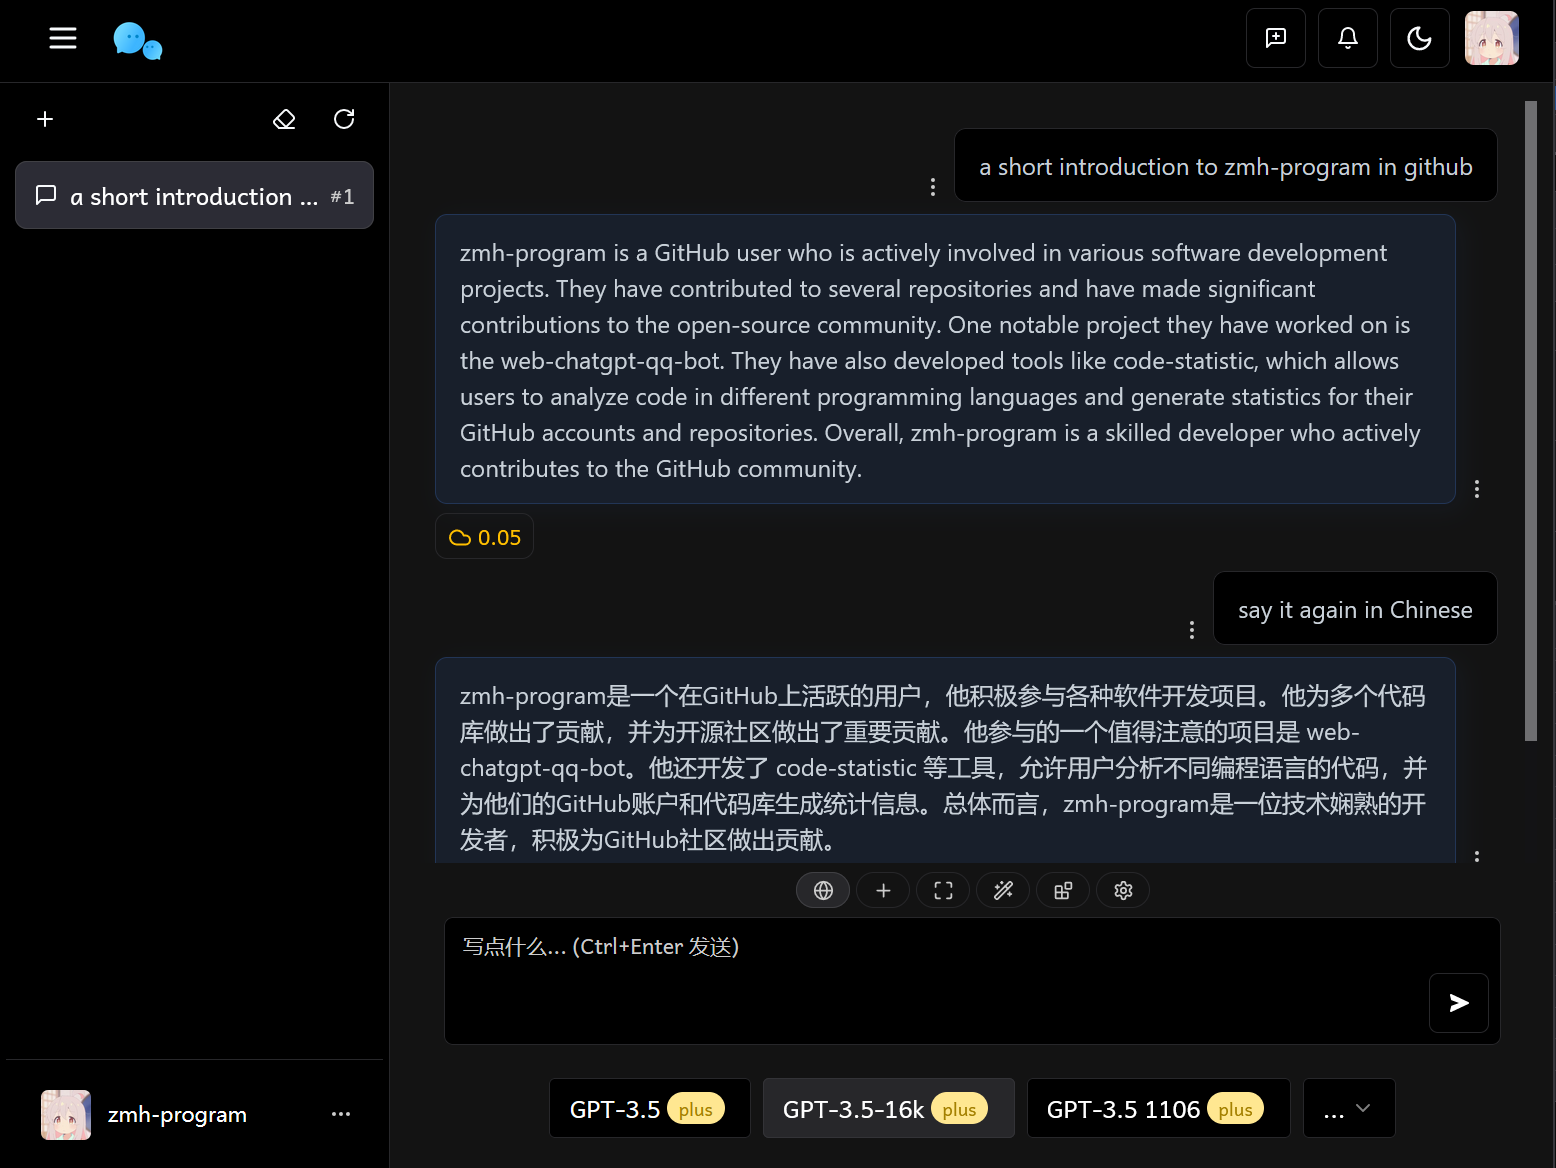 a short introduction ... #1
a short introduction to zmh-program in github
zmh-program is a GitHub user who is actively involved in various software development
projects. They have contributed to several repositories and have made significant
contributions to the open-source community. One notable project they have worked on is
the web-chatgpt-qq-bot. They have also developed tools like code-statistic, which allows
users to analyze code in different programming languages and generate statistics for their
GitHub accounts and repositories. Overall, zmh-program is a skilled developer who actively
contributes to the GitHub community.
0.05
say it again in Chinese
zmh-program是一个在GitHub上活跃的用户，他积极参与各种软件开发项目。他为多个代码
库做出了贡献，并为开源社区做出了重要贡献。他参与的一个值得注意的项目是 web-
chatgpt-qq-bot。他还开发了 code-statistic 等工具，允许用户分析不同编程语言的代码，并
为他们的GitHub账户和代码库生成统计信息。总体而言，zmh-program是一位技术娴熟的开
发者，积极为GitHub社区做出贡献。
写点什么... (Ctrl+Enter 发送)
zmh-program
GPT-3.5 plus
GPT-3.5-16k plus
GPT-3.5 1106 plus
...